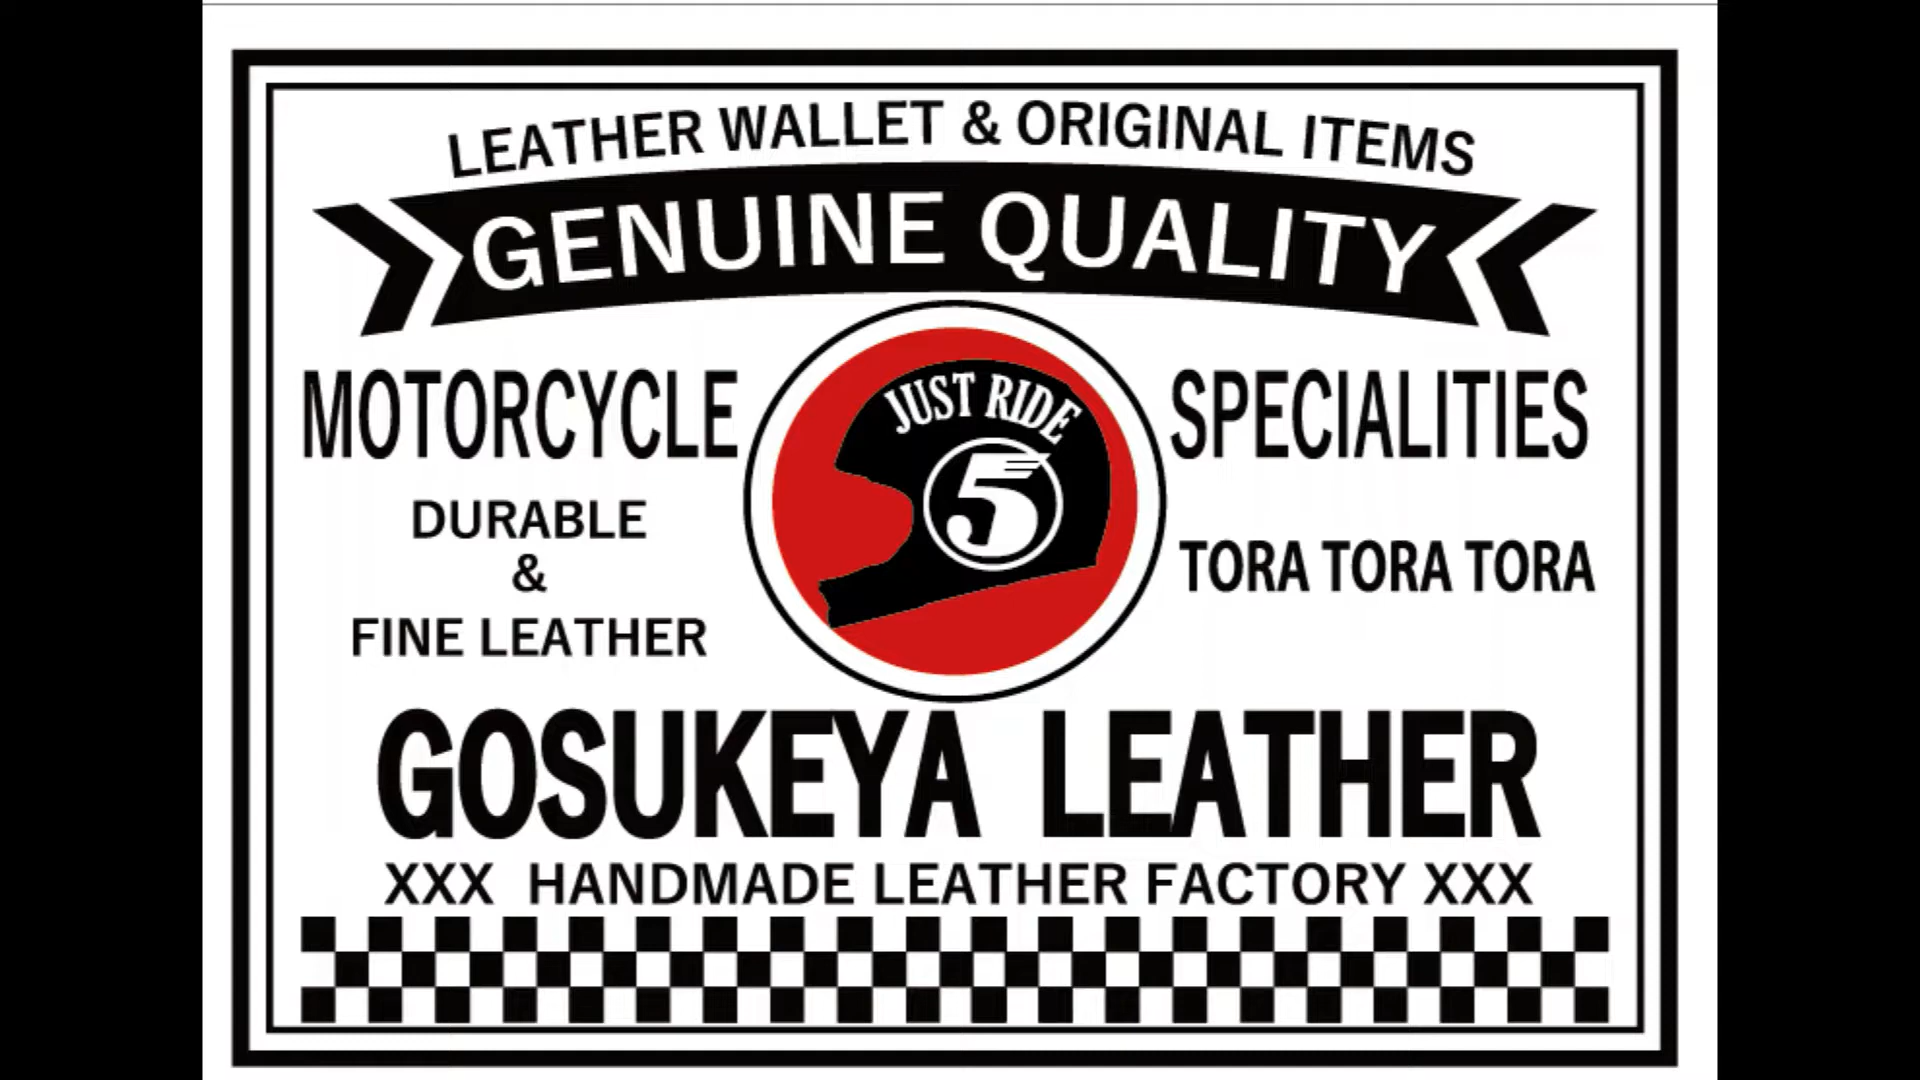 LEATHER WALLET & ORIGINAL ITEMS
GENUINE QUALITY
MOTORCYCLE
JUST RIDE
5
SPECIALITIES
DURABLE
&
FINE LEATHER
TORA TORA TORA
GOSUKEYA LEATHER
XXX HANDMADE LEATHER FACTORY XXX